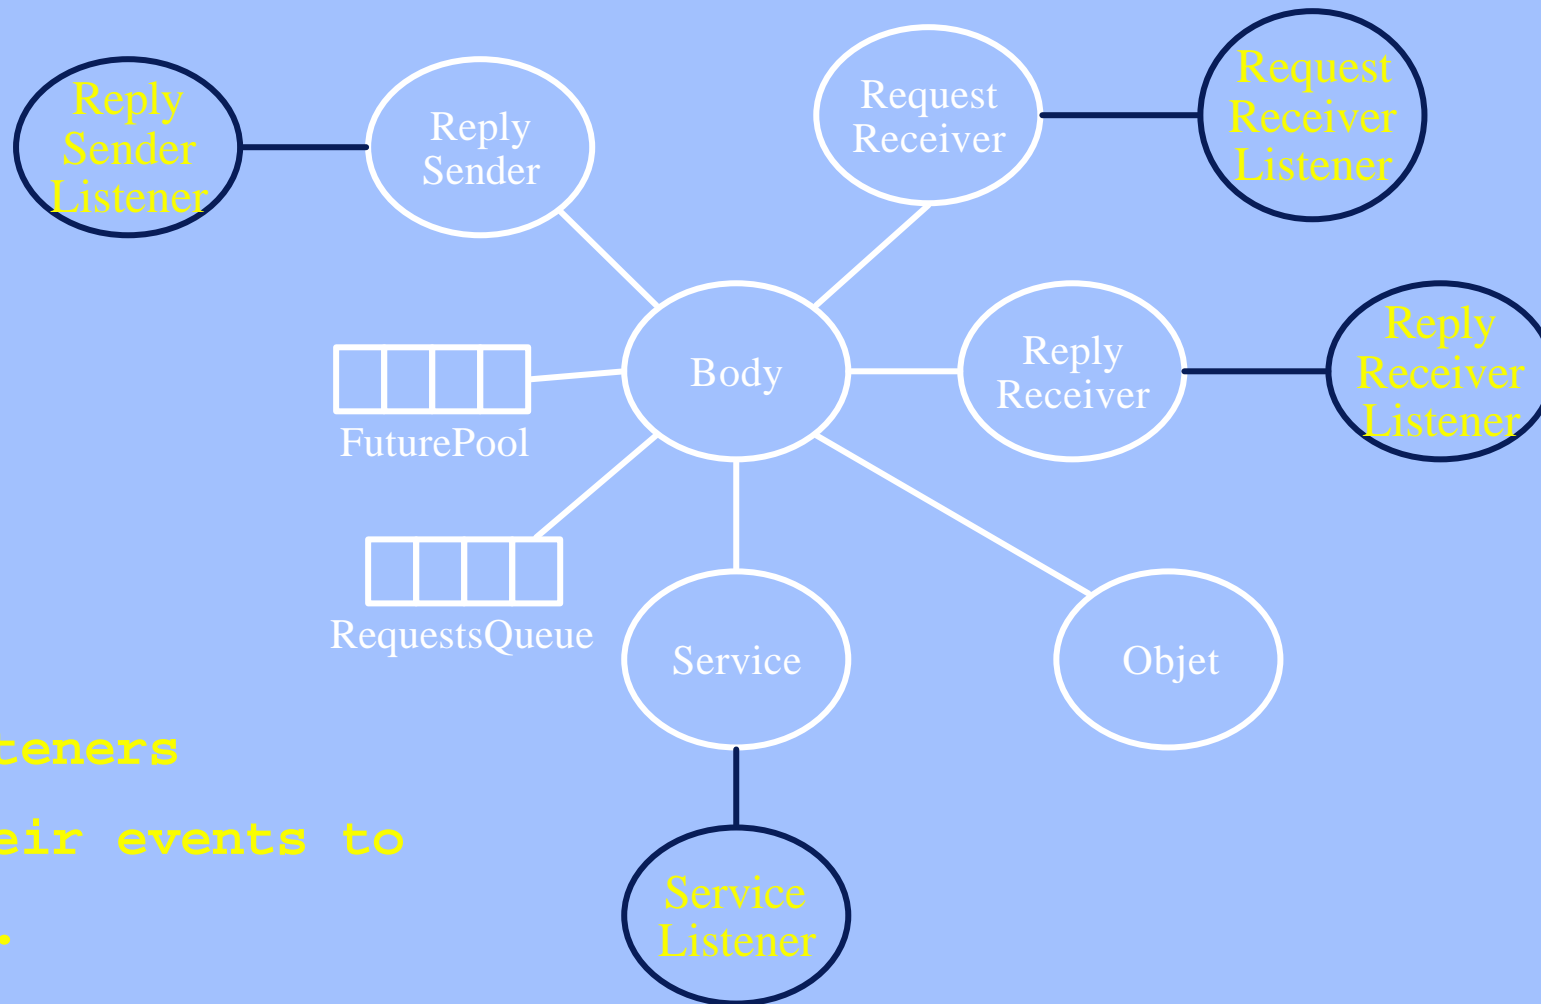 Reply
Sender
Listener
Reply
Sender
Request
Receiver
Request
Receiver
Listener
Body
Reply
Receiver
Reply
Receiver
Listener
FuturePool
RequestsQueue
Service
Objet
Service
Listener
teners
eir events to
.